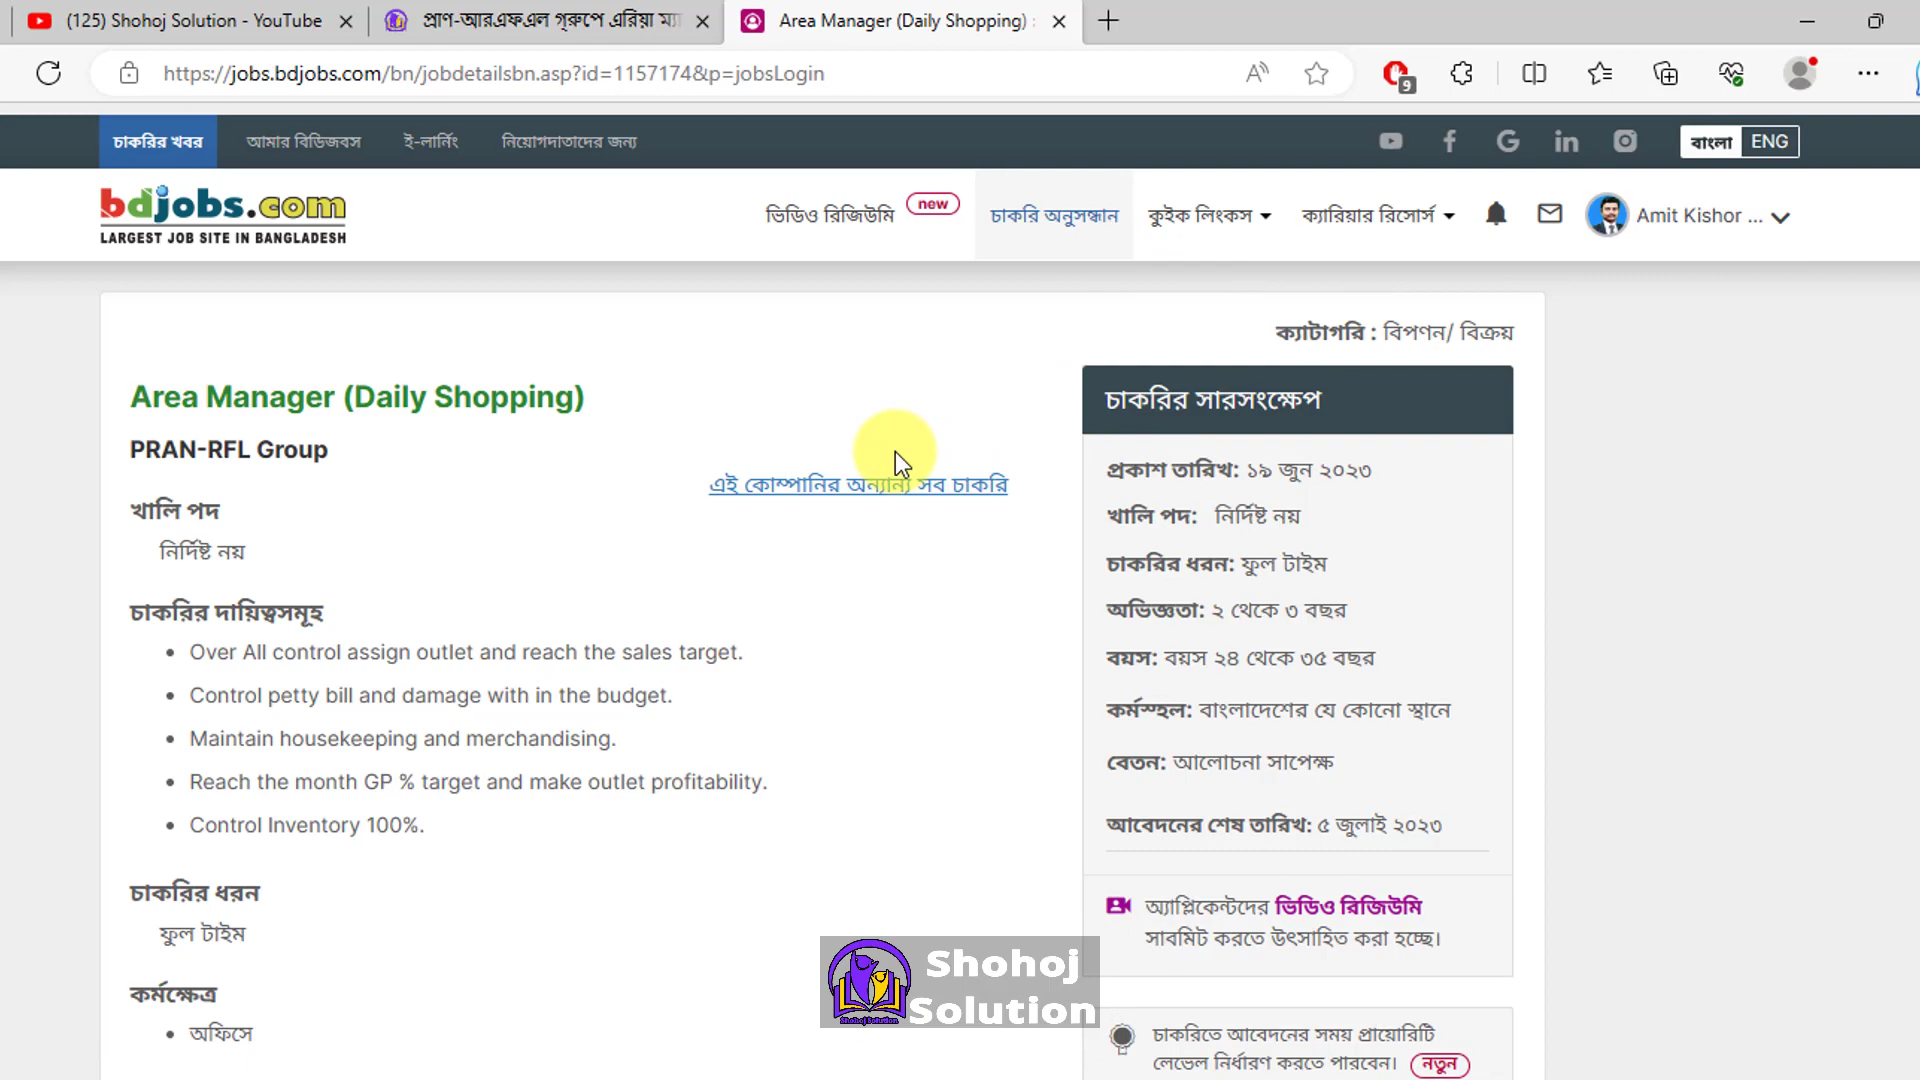 (125) Shohoj Solution - YouTube
প্রাণ-আরএফএল গ্রুপে এরিয়া ম্যা
Area Manager (Daily Shopping)
https://jobs.bdjobs.com/bn/jobdetailsbn.asp?id=1157174&p=jobsLogin
9
চাকরির খবর
আমার বিডিজবস
ই-লার্নিং
নিয়োগদাতাদের জন্য
বাংলা ENG
bdjobs.com
LARGEST JOB SITE IN BANGLADESH
ভিডিও রিজিউমি new
চাকরি অনুসন্ধান
কুইক লিংকস
ক্যারিয়ার রিসোর্স
Amit Kishor ...
ক্যাটাগরি : বিপণন/ বিক্রয়
Area Manager (Daily Shopping)
PRAN-RFL Group
এই কোম্পানির অন্যান্য সব চাকরি
খালি পদ
নির্দিষ্ট নয়
চাকরির দায়িত্বসমূহ
Over All control assign outlet and reach the sales target.
Control petty bill and damage with in the budget.
Maintain housekeeping and merchandising.
Reach the month GP % target and make outlet profitability.
Control Inventory 100%.
চাকরির ধরন
ফুল টাইম
কর্মক্ষেত্র
অফিসে
চাকরির সারসংক্ষেপ
প্রকাশ তারিখ: ১৯ জুন ২০২৩
খালি পদ: নির্দিষ্ট নয়
চাকরির ধরন: ফুল টাইম
অভিজ্ঞতা: ২ থেকে ৩ বছর
বয়স: বয়স ২৪ থেকে ৩৫ বছর
কর্মস্হল: বাংলাদেশের যে কোনো স্থানে
বেতন: আলোচনা সাপেক্ষ
আবেদনের শেষ তারিখ: ৫ জুলাই ২০২৩
অ্যাপ্লিকেন্টদের ভিডিও রিজিউমি
সাবমিট করতে উৎসাহিত করা হচ্ছে।
চাকরিতে আবেদনের সময় প্রায়োরিটি
লেভেল নির্ধারণ করতে পারবেন। নতুন
Shohoj
Solution
Shohoj Solution